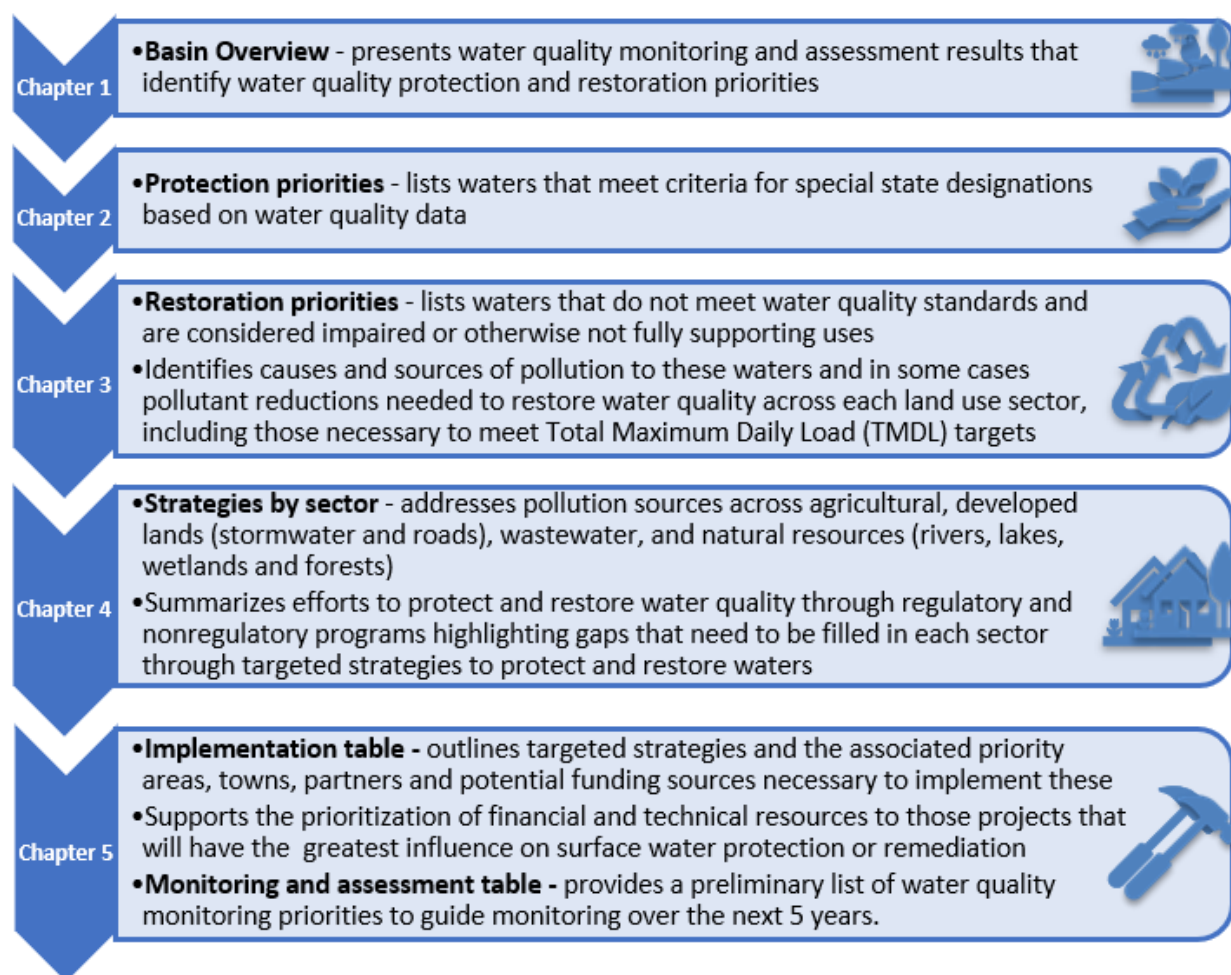 Chapter 1
•Basin Overview - presents water quality monitoring and assessment results that
identify water quality protection and restoration priorities
Chapter 2
•Protection priorities - lists waters that meet criteria for special state designations
based on water quality data
Chapter 3
•Restoration priorities - lists waters that do not meet water quality standards and
are considered impaired or otherwise not fully supporting uses
•Identifies causes and sources of pollution to these waters and in some cases
pollutant reductions needed to restore water quality across each land use sector,
including those necessary to meet Total Maximum Daily Load (TMDL) targets
Chapter 4
•Strategies by sector - addresses pollution sources across agricultural, developed
lands (stormwater and roads), wastewater, and natural resources (rivers, lakes,
wetlands and forests)
•Summarizes efforts to protect and restore water quality through regulatory and
nonregulatory programs highlighting gaps that need to be filled in each sector
through targeted strategies to protect and restore waters
Chapter 5
•Implementation table - outlines targeted strategies and the associated priority
areas, towns, partners and potential funding sources necessary to implement these
•Supports the prioritization of financial and technical resources to those projects that
will have the  greatest influence on surface water protection or remediation
•Monitoring and assessment table - provides a preliminary list of water quality
monitoring priorities to guide monitoring over the next 5 years.